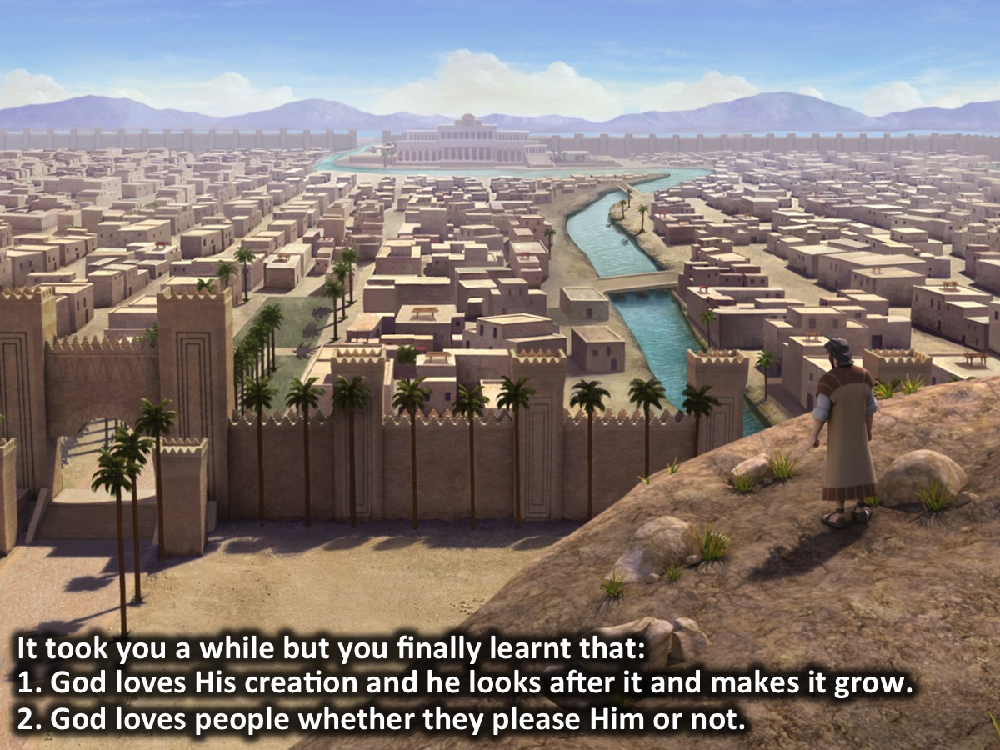 It took you a while but you finally learnt that:
1. God loves His creation and he looks after it and makes it grow.
2. God loves people whether they please Him or not.